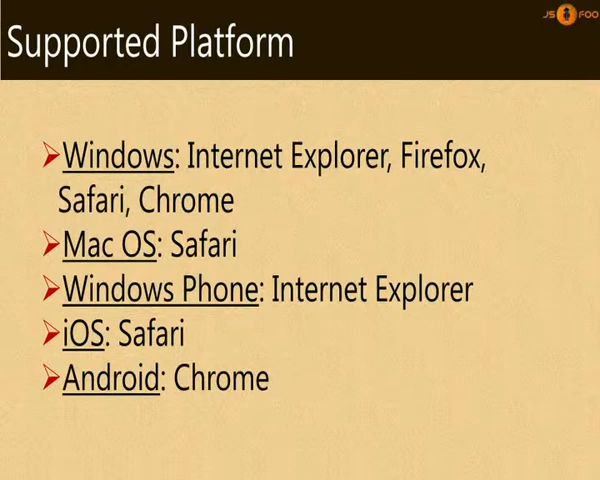 JS FOO
Supported Platform
Windows: Internet Explorer, Firefox,
Safari, Chrome
Mac OS: Safari
Windows Phone: Internet Explorer
iOS: Safari
Android: Chrome